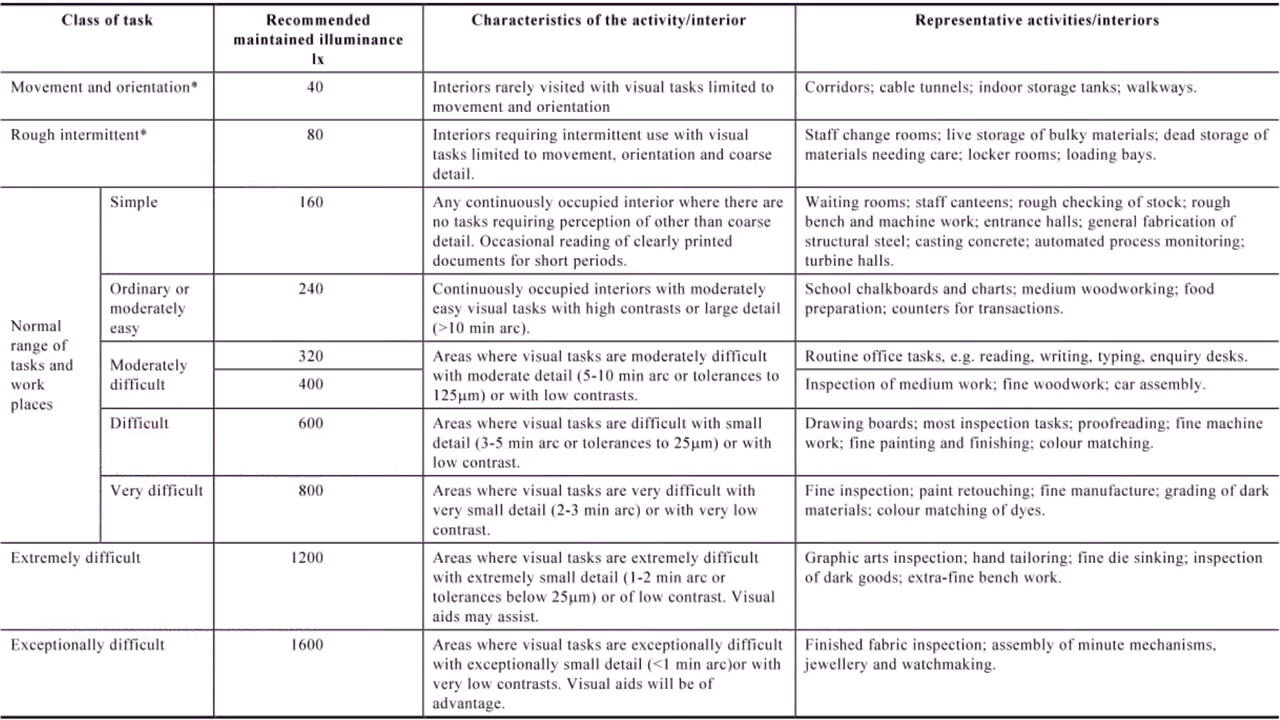 Class of task
Recommended
maintained illuminance
lx
Characteristics of the activity/interior
Representative activities/interiors
Movement and orientation*
40
Interiors rarely visited with visual tasks limited to
movement and orientation
Corridors; cable tunnels; indoor storage tanks; walkways.
Rough intermittent*
80
Interiors requiring intermittent use with visual
tasks limited to movement, orientation and coarse
detail.
Staff change rooms; live storage of bulky materials; dead storage of
materials needing care; locker rooms; loading bays.
Normal
range of
tasks and
work
places
Simple
160
Any continuously occupied interior where there are
no tasks requiring perception of other than coarse
detail. Occasional reading of clearly printed
documents for short periods.
Waiting rooms; staff canteens; rough checking of stock; rough
bench and machine work; entrance halls; general fabrication of
structural steel; casting concrete; automated process monitoring;
turbine halls.
Ordinary or
moderately
easy
240
Continuously occupied interiors with moderately
easy visual tasks with high contrasts or large detail
(>10 min arc).
School chalkboards and charts; medium woodworking; food
preparation; counters for transactions.
Moderately
difficult
320
400
Areas where visual tasks are moderately difficult
with moderate detail (5-10 min arc or tolerances to
125µm) or with low contrasts.
Routine office tasks, e.g. reading, writing, typing, enquiry desks.
Inspection of medium work; fine woodwork; car assembly.
Difficult
600
Areas where visual tasks are difficult with small
detail (3-5 min arc or tolerances to 25µm) or with
low contrast.
Drawing boards; most inspection tasks; proofreading; fine machine
work; fine painting and finishing; colour matching.
Very difficult
800
Areas where visual tasks are very difficult with
very small detail (2-3 min arc) or with very low
contrast.
Fine inspection; paint retouching; fine manufacture; grading of dark
materials; colour matching of dyes.
Extremely difficult
1200
Areas where visual tasks are extremely difficult
with extremely small detail (1-2 min arc or
tolerances below 25µm) or of low contrast. Visual
aids may assist.
Graphic arts inspection; hand tailoring; fine die sinking; inspection
of dark goods; extra-fine bench work.
Exceptionally difficult
1600
Areas where visual tasks are exceptionally difficult
with exceptionally small detail (<1 min arc)or with
very low contrasts. Visual aids will be of
advantage.
Finished fabric inspection; assembly of minute mechanisms,
jewellery and watchmaking.